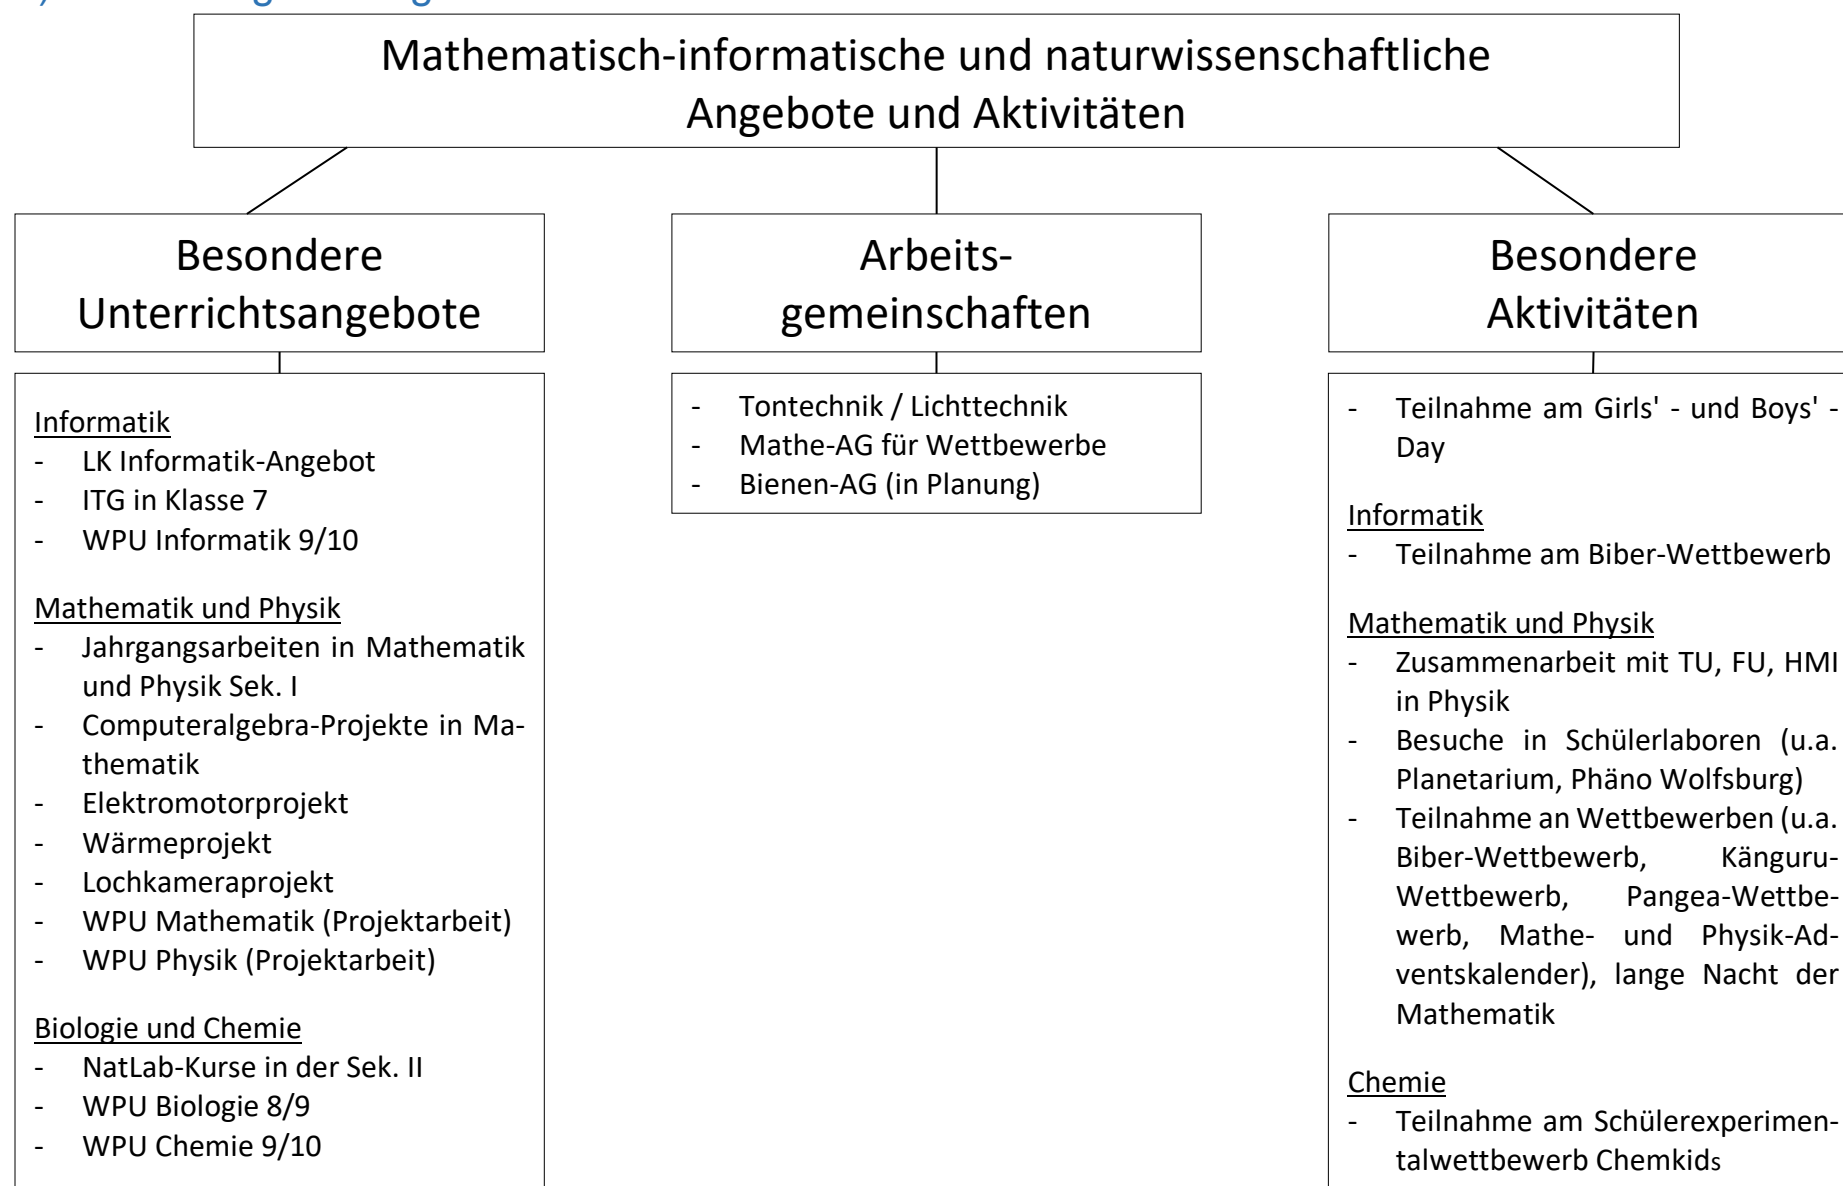 Mathematisch-informatische und naturwissenschaftliche
Angebote und Aktivitäten
Besondere
Unterrichtsangebote
Informatik
- LK Informatik-Angebot
- ITG in Klasse 7
- WPU Informatik 9/10
Mathematik und Physik
- Jahrgangsarbeiten in Mathematik
und Physik Sek. I
- Computeralgebra-Projekte in Ma-
thematik
- Elektromotorprojekt
- Wärmeprojekt
- Lochkameraprojekt
- WPU Mathematik (Projektarbeit)
- WPU Physik (Projektarbeit)
Biologie und Chemie
- NatLab-Kurse in der Sek. II
- WPU Biologie 8/9
- WPU Chemie 9/10
Arbeits-
gemeinschaften
- Tontechnik / Lichttechnik
- Mathe-AG für Wettbewerbe
- Bienen-AG (in Planung)
Besondere
Aktivitäten
- Teilnahme am Girls' - und Boys' -
Day
Informatik
- Teilnahme am Biber-Wettbewerb
Mathematik und Physik
- Zusammenarbeit mit TU, FU, HMI
in Physik
- Besuche in Schülerlaboren (u.a.
Planetarium, Phäno Wolfsburg)
- Teilnahme an Wettbewerben (u.a.
Biber-Wettbewerb, Känguru-
Wettbewerb, Pangea-Wettbe-
werb, Mathe- und Physik-Ad-
ventskalender), lange Nacht der
Mathematik
Chemie
- Teilnahme am Schülerexperimen-
talwettbewerb Chemkids